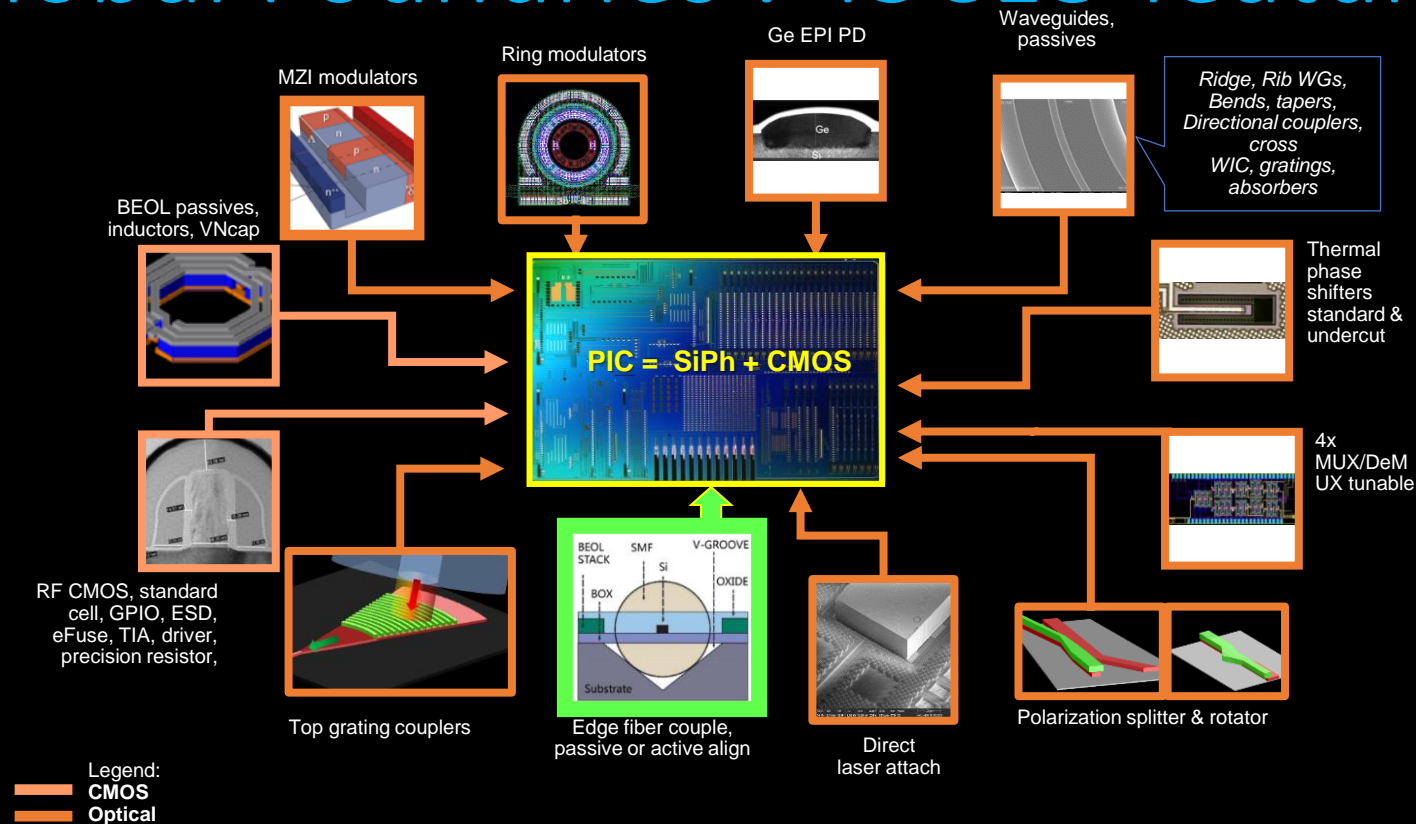 Waveguides,
passives
Ge EPI PD
Ring modulators
MZI modulators
Ridge, Rib WGs,
Bends, tapers,
Directional couplers,
cross
WIC, gratings,
absorbers
p
n
p
n
n++
Ge
Si
BEOL passives,
inductors, VNcap
Thermal
phase
shifters
standard &
undercut
PIC = SiPh + CMOS
4x
MUX/DeM
UX tunable
RF CMOS, standard
cell, GPIO, ESD,
eFuse, TIA, driver,
precision resistor,
BEOL
STACK
SMF
V-GROOVE
Si
OXIDE
BOX
Substrate
Top grating couplers
Edge fiber couple,
passive or active align
Direct
laser attach
Polarization splitter & rotator
Legend:
CMOS
Optical